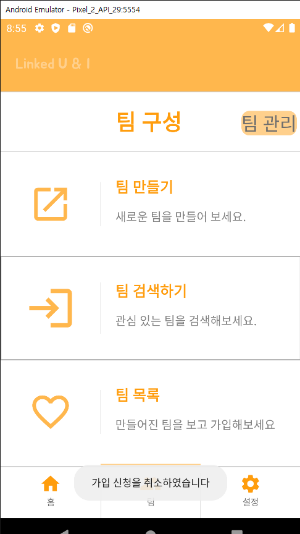 Android Emulator - Pixel_2_API_29:5554
8:55
Linked U & I
팀 구성
팀 관리
팀 만들기
새로운 팀을 만들어 보세요.
팀 검색하기
관심 있는 팀을 검색해보세요.
팀 목록
만들어진 팀을 보고 가입해보세요
가입 신청을 취소하였습니다
홈
팀
설정